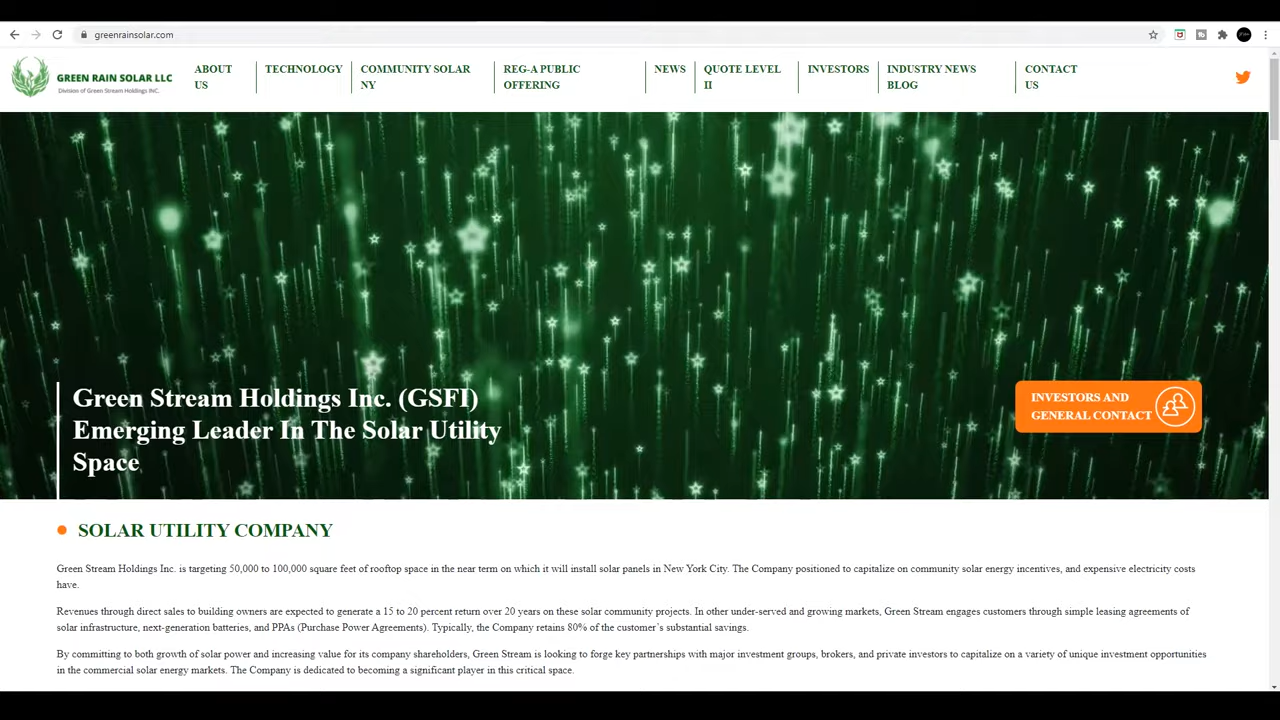 greenrainsolar.com
GREEN RAIN SOLAR LLC
Division of Green Stream Holdings INC.
ABOUT
US
TECHNOLOGY
COMMUNITY SOLAR
NY
REG-A PUBLIC
OFFERING
NEWS
QUOTE LEVEL
II
INVESTORS
INDUSTRY NEWS
BLOG
CONTACT
US
Green Stream Holdings Inc. (GSFI)
Emerging Leader In The Solar Utility
Space
INVESTORS AND
GENERAL CONTACT
SOLAR UTILITY COMPANY
Green Stream Holdings Inc. is targeting 50,000 to 100,000 square feet of rooftop space in the near term on which it will install solar panels in New York City. The Company positioned to capitalize on community solar energy incentives, and expensive electricity costs
have.
Revenues through direct sales to building owners are expected to generate a 15 to 20 percent return over 20 years on these solar community projects. In other under-served and growing markets, Green Stream engages customers through simple leasing agreements of
solar infrastructure, next-generation batteries, and PPAs (Purchase Power Agreements). Typically, the Company retains 80% of the customer's substantial savings.
By committing to both growth of solar power and increasing value for its company shareholders, Green Stream is looking to forge key partnerships with major investment groups, brokers, and private investors to capitalize on a variety of unique investment opportunities
in the commercial solar energy markets. The Company is dedicated to becoming a significant player in this critical space.